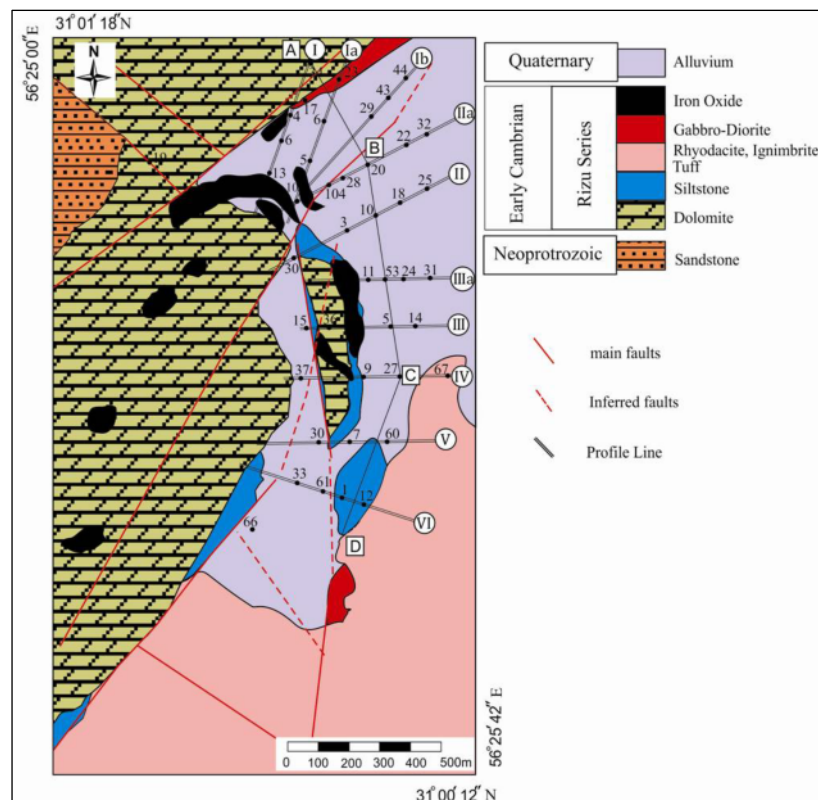 31°01′18″N
56°25′00″E
N
A I Ia Ib
23
44
43
17
4
29
6
6
IIa
32
22
B
5
20
19
13
28
10
104
II
25
18
10
3
30
11 53 24 31 IIIa
15
5 14 III
37
9 27 C 67 IV
30 7 60 V
33
61
1
12
VI
66
D
0 100 200 300 400 500m
56°25′42″E
31°00′12″N
Quaternary
Alluvium
Early Cambrian
Rizu Series
Iron Oxide
Gabbro-Diorite
Rhyodacite, Ignimbrite
Tuff
Siltstone
Dolomite
Neoprotrozoic
Sandstone
main faults
Inferred faults
Profile Line